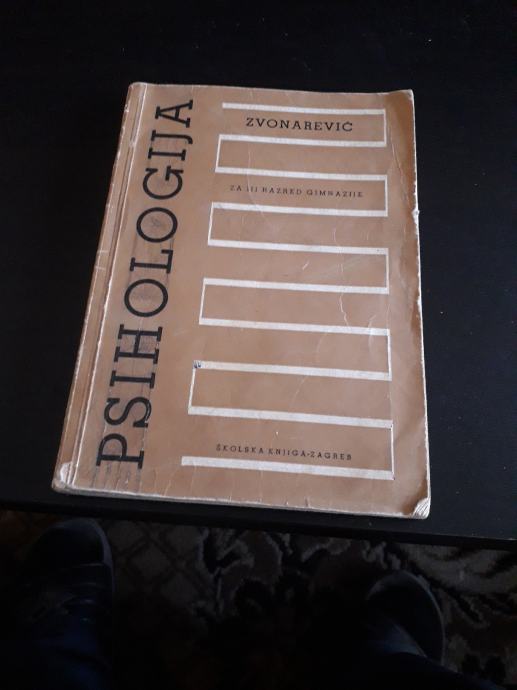 PSIHOLOGIJA
ZVONAREVIĆ
ZA III RAZRED GIMNAZIJE
ŠKOLSKA KNJIGA-ZAGREB